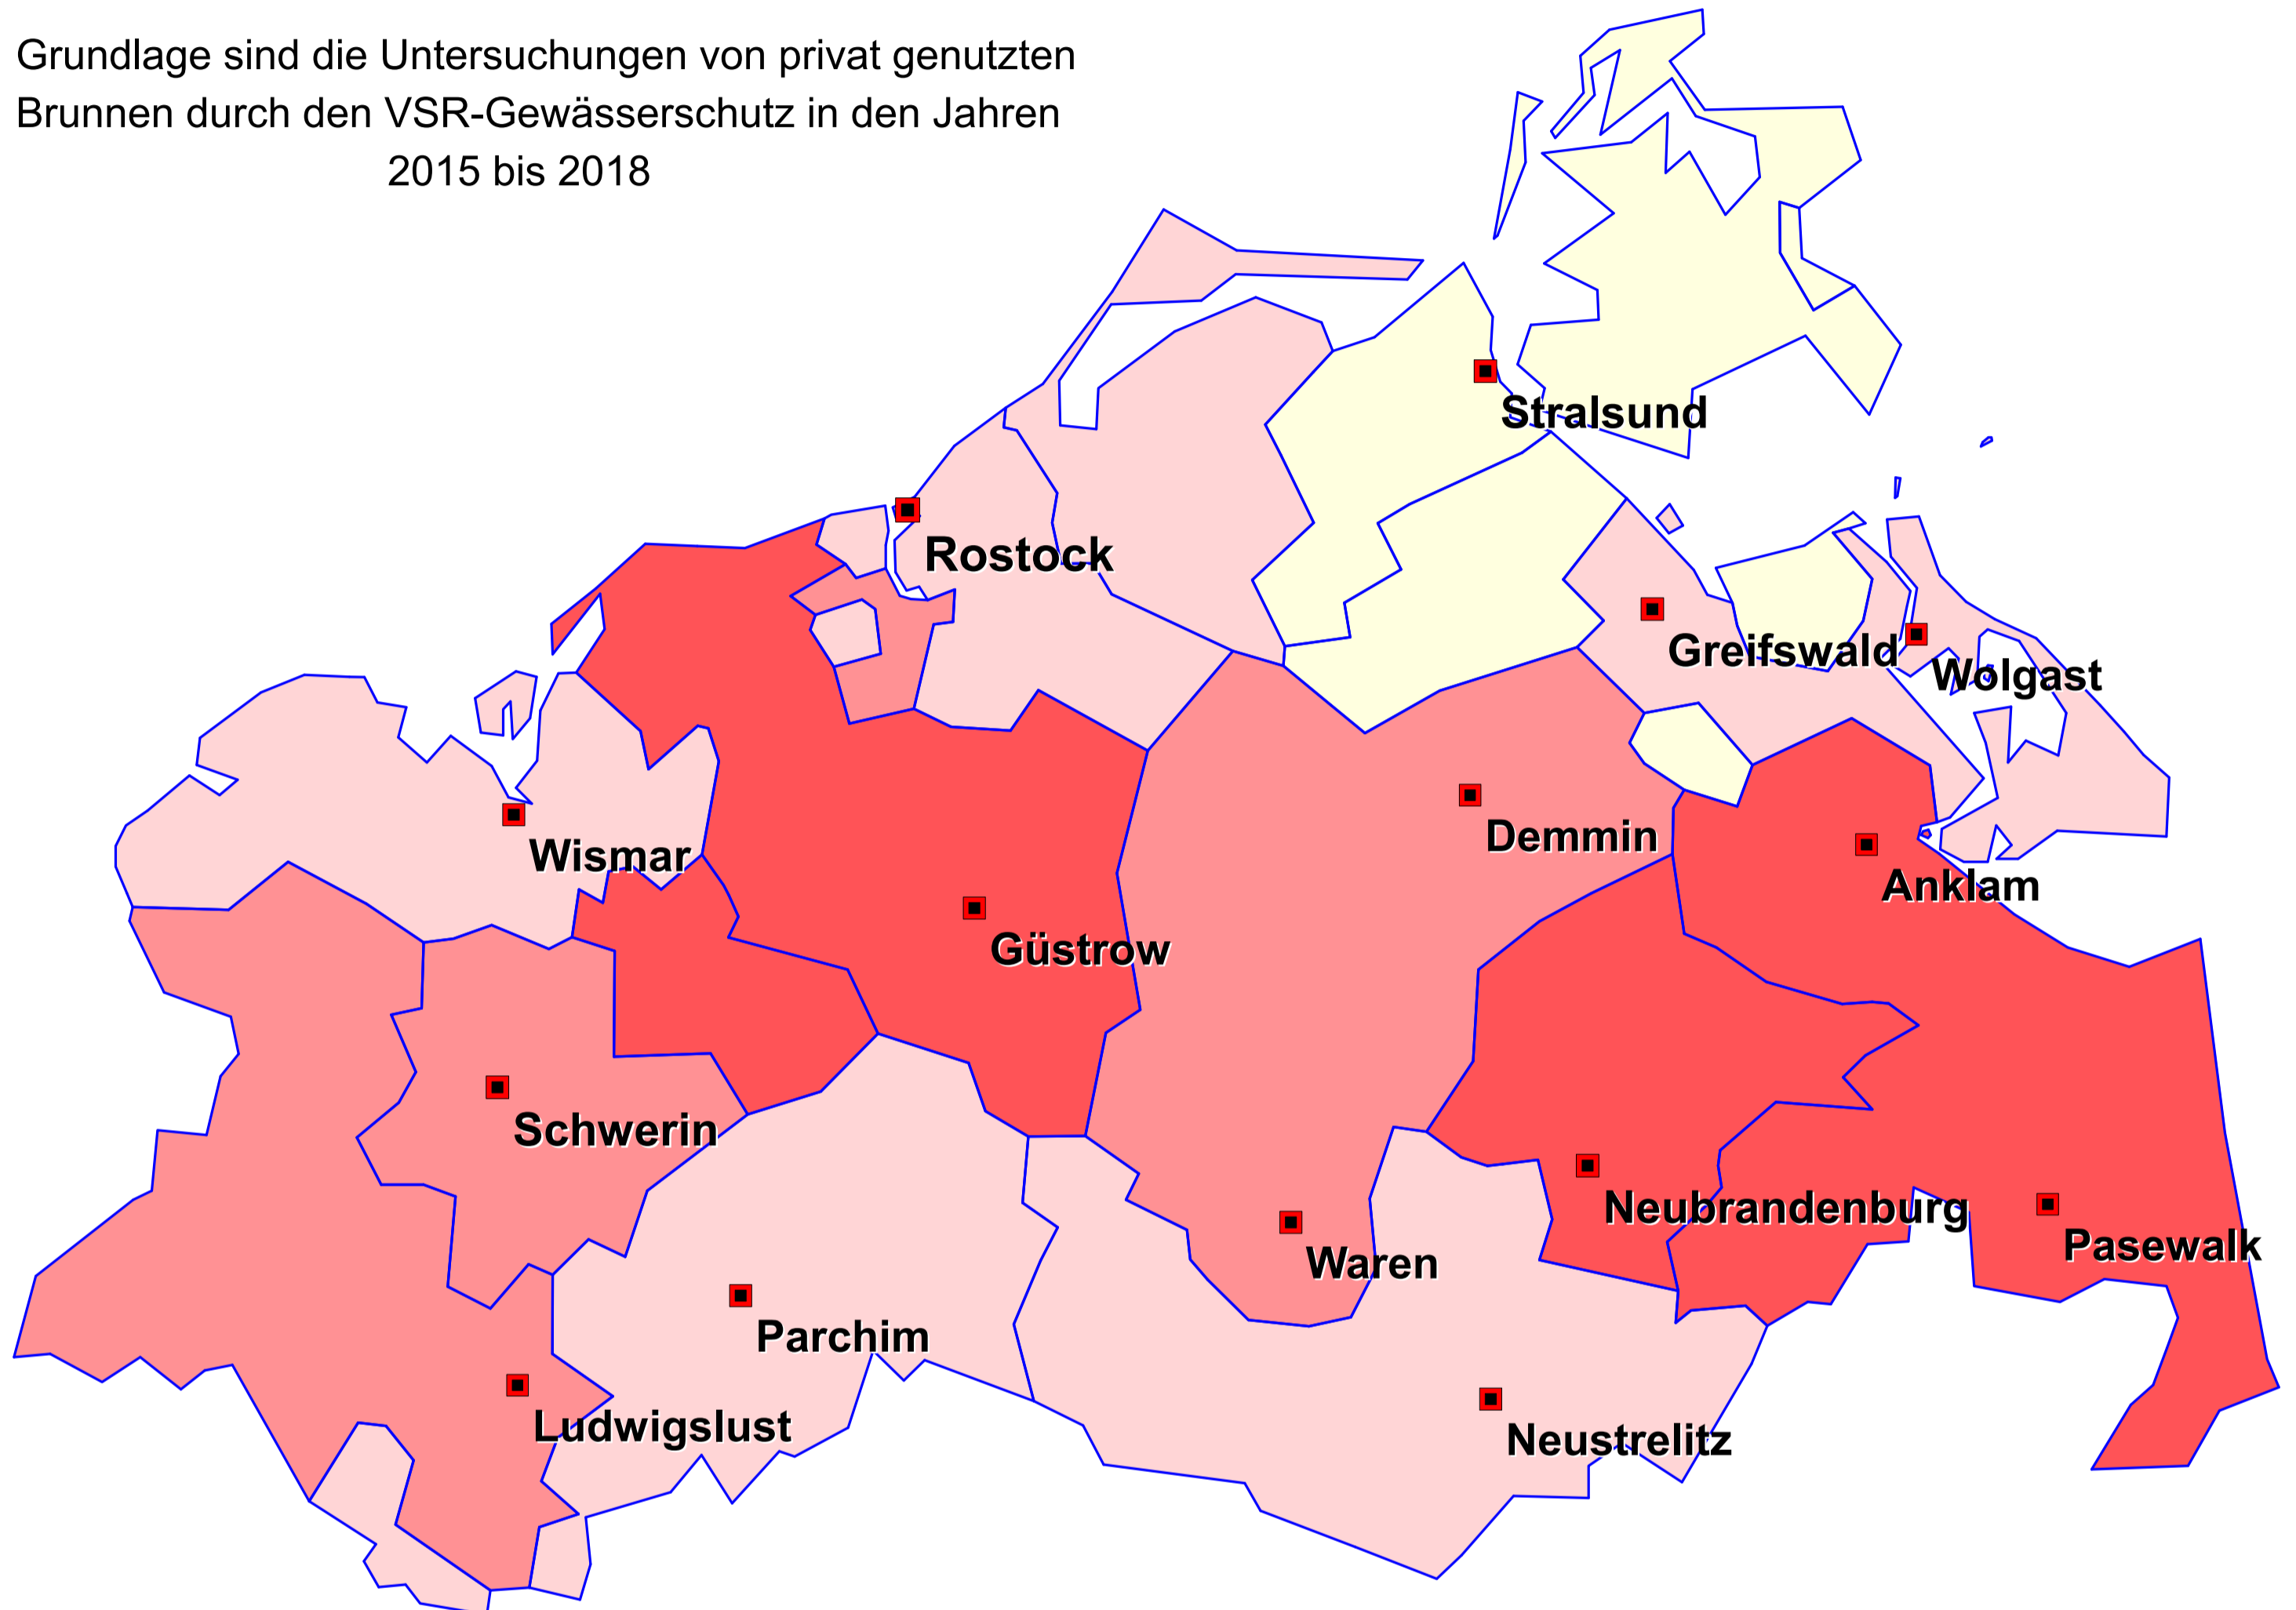 Grundlage sind die Untersuchungen von privat genutzten
Brunnen durch den VSR-Gewässerschutz in den Jahren
2015 bis 2018
Stralsund
Rostock
Greifswald
Wolgast
Demmin
Wismar
Anklam
Güstrow
Schwerin
Neubrandenburg
Pasewalk
Waren
Parchim
Ludwigslust
Neustrelitz